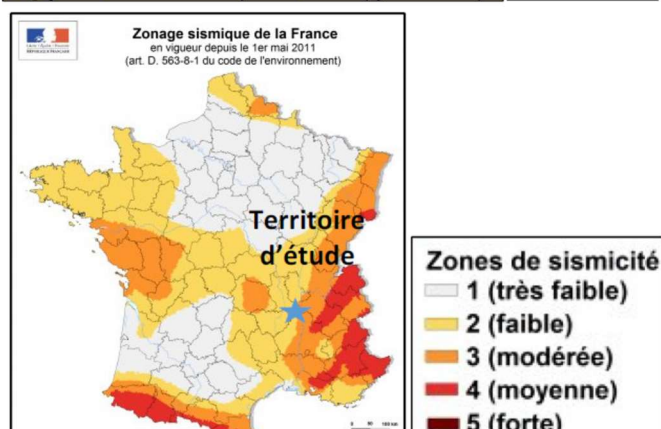 Zonage sismique de la France
en vigueur depuis le 1er mai 2011
(art. D. 563-8-1 du code de l'environnement)
Territoire
d'étude
Zones de sismicité
1 (très faible)
2 (faible)
3 (modérée)
4 (moyenne)
5 (forte)